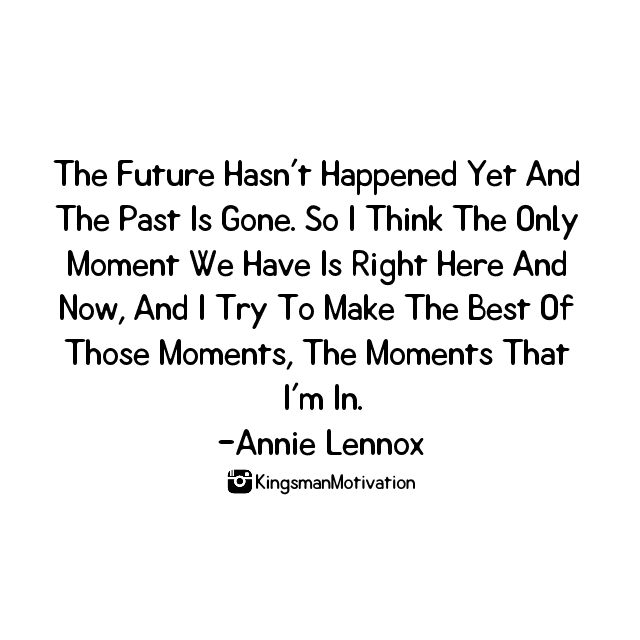 The Future Hasn't Happened Yet And
The Past Is Gone. So I Think The Only
Moment We Have Is Right Here And
Now, And I Try To Make The Best Of
Those Moments, The Moments That
I'm In.
-Annie Lennox
KingsmanMotivation